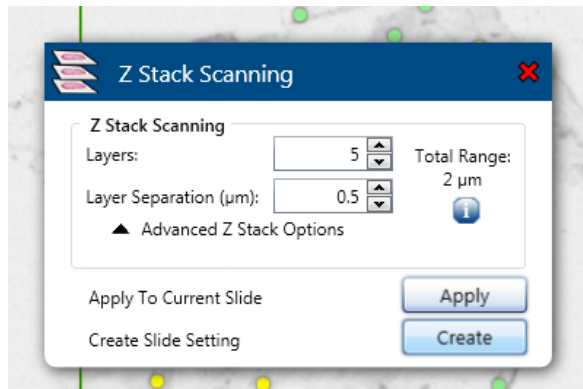 Z Stack Scanning
Z Stack Scanning
Layers: 5 Total Range:
2 µm
Layer Separation (µm): 0.5
i
▲ Advanced Z Stack Options
Apply To Current Slide Apply
Create Slide Setting Create